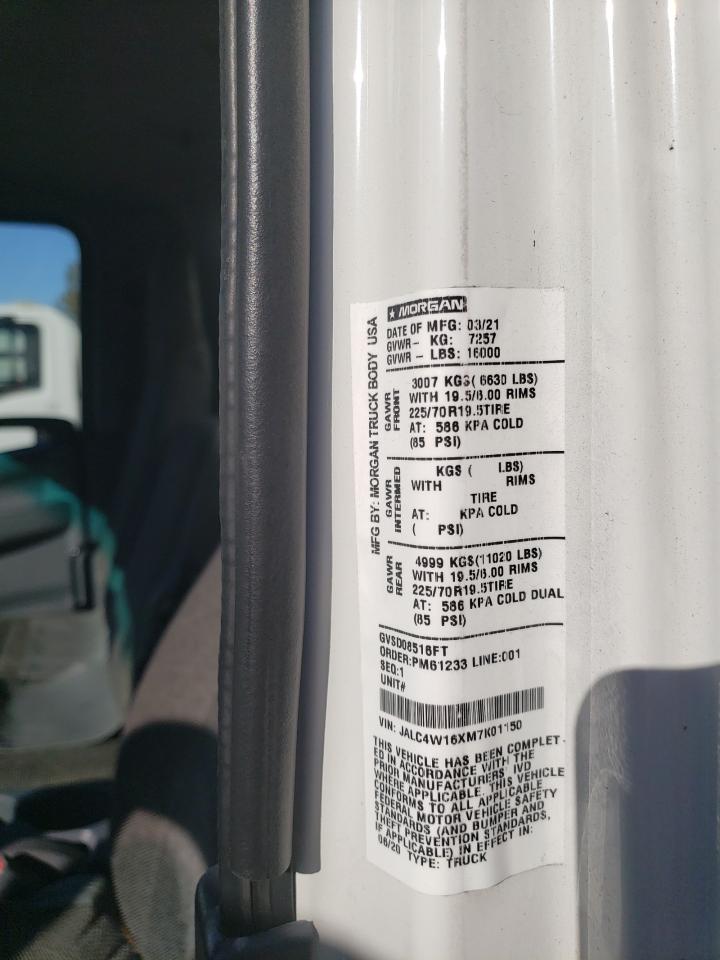 ★ MORGAN
DATE OF MFG: 03/21
GVWR- KG: 7257
GVWR - LBS: 16000
MFG BY: MORGAN TRUCK BODY USA
GAWR
FRONT
3007 KGS( 6630 LBS)
WITH 19.5/6.00 RIMS
225/70R19.5TIRE
AT: 586 KPA COLD
(85 PSI)
GAWR
INTERMED
KGS ( LBS)
WITH RIMS
TIRE
AT: KPA COLD
( PSI)
GAWR
REAR
4999 KGS(11020 LBS)
WITH 19.5/6.00 RIMS
225/70R19.5TIRE
AT: 586 KPA COLD DUAL
(85 PSI)
GVSD08516FT
ORDER:PM61233 LINE:001
SEQ:1
UNIT#
VIN: JALC4W16XM7K01150
THIS VEHICLE HAS BEEN COMPLET-
ED IN ACCORDANCE WITH THE
PRIOR MANUFACTURERS' IVD
WHERE APPLICABLE. THIS VEHICLE
CONFORMS TO ALL APPLICABLE
FEDERAL MOTOR VEHICLE SAFETY
STANDARDS (AND BUMPER AND
THEFT PREVENTION STANDARDS,
IF APPLICABLE) IN EFFECT IN:
06/20 TYPE: TRUCK